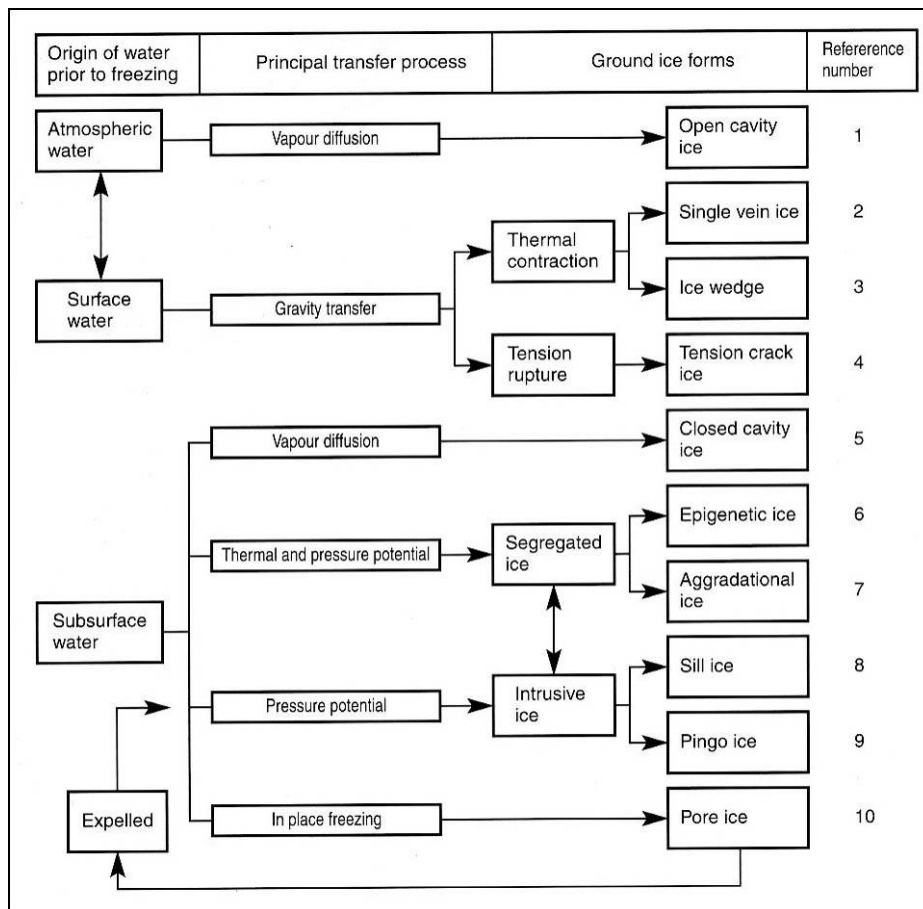 Origin of water
prior to freezing
Principal transfer process
Ground ice forms
Refererence
number
Atmospheric
water
Vapour diffusion
Open cavity
ice
1
Single vein ice
2
Thermal
contraction
Ice wedge
3
Surface
water
Gravity transfer
Tension
rupture
Tension crack
ice
4
Vapour diffusion
Closed cavity
ice
5
Epigenetic ice
6
Thermal and pressure potential
Segregated
ice
Aggradational
ice
7
Subsurface
water
Sill ice
8
Pressure potential
Intrusive
ice
Pingo ice
9
Expelled
In place freezing
Pore ice
10